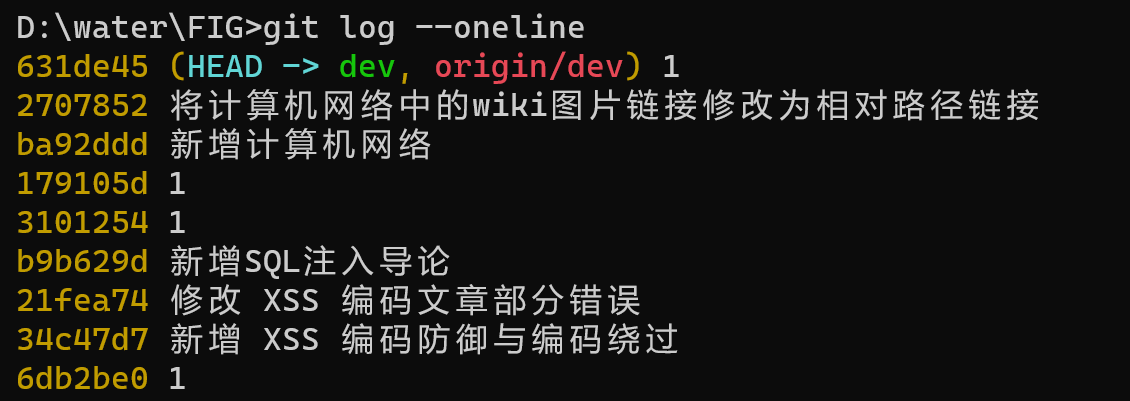 D:\water\FIG>git log --oneline
631de45 (HEAD -> dev, origin/dev) 1
2707852 将计算机网络中的wiki图片链接修改为相对路径链接
ba92ddd 新增计算机网络
179105d 1
3101254 1
b9b629d 新增SQL注入导论
21fea74 修改 XSS 编码文章部分错误
34c47d7 新增 XSS 编码防御与编码绕过
6db2be0 1